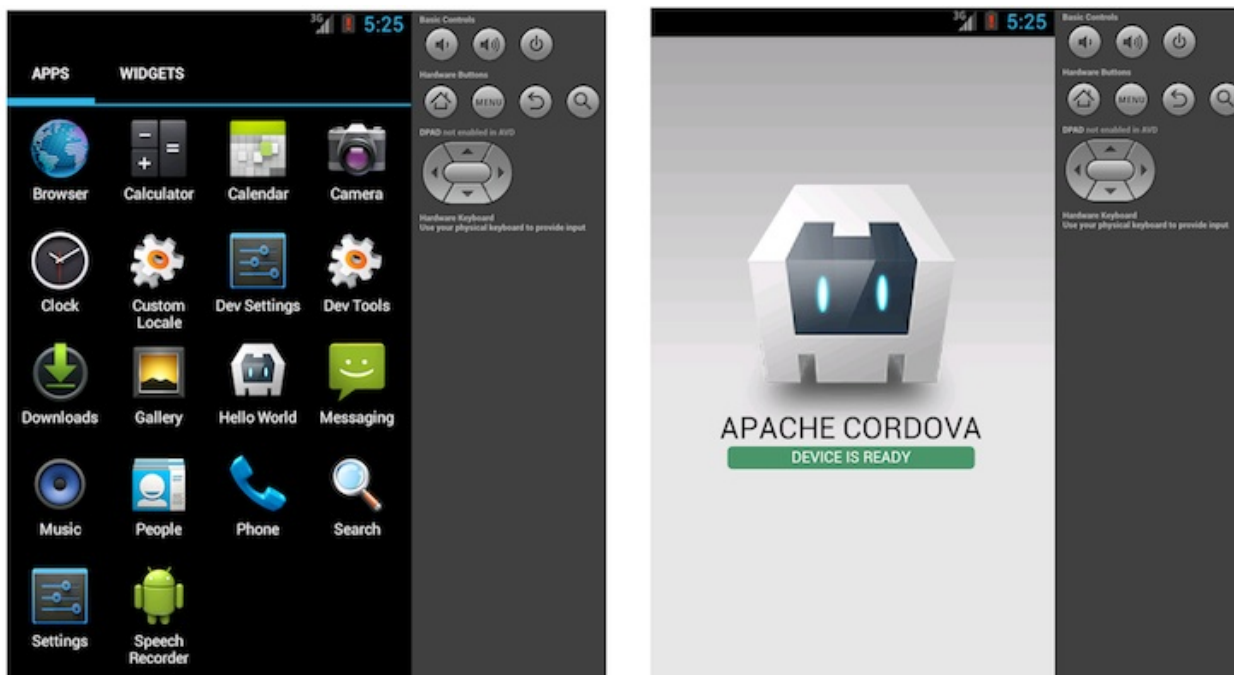 3G 5:25
APPS WIDGETS
Browser Calculator Calendar Camera
Clock Custom Locale Dev Settings Dev Tools
Downloads Gallery Hello World Messaging
Music People Phone Search
Settings Speech Recorder
Basic Controls
Hardware Buttons
MENU
DPAD not enabled in AVD
Hardware Keyboard
Use your physical keyboard to provide input
3G 5:25
APACHE CORDOVA
DEVICE IS READY
Basic Controls
Hardware Buttons
MENU
DPAD not enabled in AVD
Hardware Keyboard
Use your physical keyboard to provide input